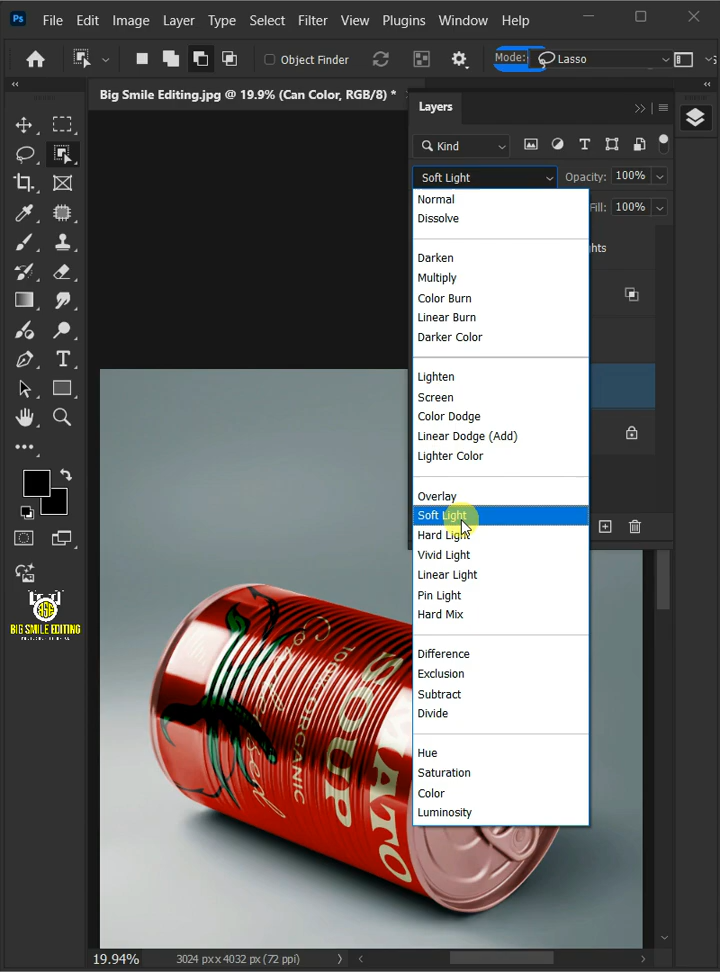 Ps File Edit Image Layer Type Select Filter View Plugins Window Help
Object Finder Mode: Lasso
Big Smile Editing.jpg @ 19.9% (Can Color, RGB/8) *
Layers
Kind
Soft Light Opacity: 100%
Normal
Fill: 100%
Dissolve
Darken
Multiply
Color Burn
Linear Burn
Darker Color
Lighten
Screen
Color Dodge
Linear Dodge (Add)
Lighter Color
Overlay
Soft Light
Hard Light
Vivid Light
Linear Light
Pin Light
Hard Mix
Difference
Exclusion
Subtract
Divide
Hue
Saturation
Color
Luminosity
BIG SMILE EDITING
100% ORGANIC
SOUP
ATO
19.94% 3024 px x 4032 px (72 ppi)